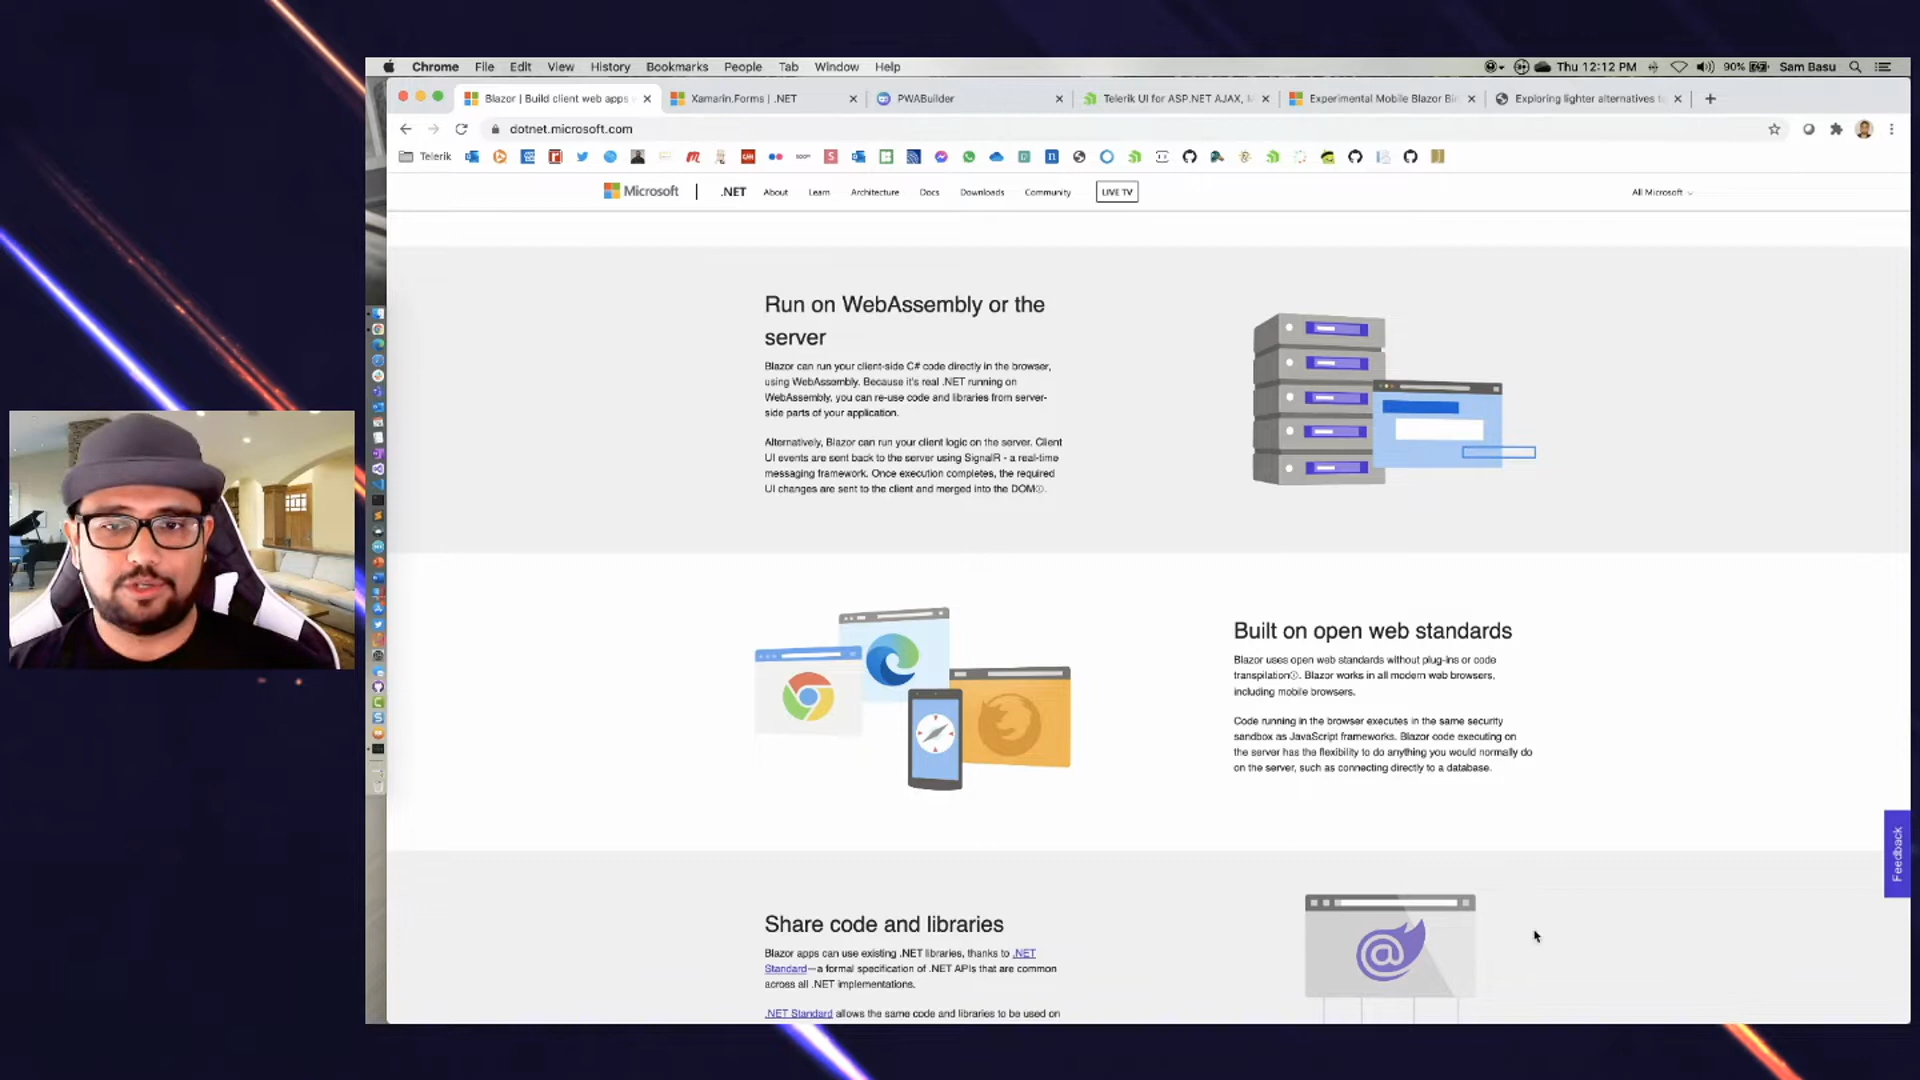 Chrome File Edit View History Bookmarks People Tab Window Help Thu 12:12 PM 90% Sam Basu
Blazor | Build client web apps Xamarin.Forms | .NET PWABuilder Telerik UI for ASP.NET AJAX, Experimental Mobile Blazor Bi Exploring lighter alternatives
dotnet.microsoft.com
Telerik
Microsoft | .NET About Learn Architecture Docs Downloads Community LIVE TV All Microsoft
Run on WebAssembly or the
server
Blazor can run your client-side C# code directly in the browser,
using WebAssembly. Because it's real .NET running on
WebAssembly, you can re-use code and libraries from server-
side parts of your application.
Alternatively, Blazor can run your client logic on the server. Client
UI events are sent back to the server using SignalR - a real-time
messaging framework. Once execution completes, the required
UI changes are sent to the client and merged into the DOM.
Built on open web standards
Blazor uses open web standards without plug-ins or code
transpilation. Blazor works in all modern web browsers,
including mobile browsers.
Code running in the browser executes in the same security
sandbox as JavaScript frameworks. Blazor code executing on
the server has the flexibility to do anything you would normally do
on the server, such as connecting directly to a database.
Feedback
Share code and libraries
Blazor apps can use existing .NET libraries, thanks to .NET
Standard—a formal specification of .NET APIs that are common
across all .NET implementations.
.NET Standard allows the same code and libraries to be used on